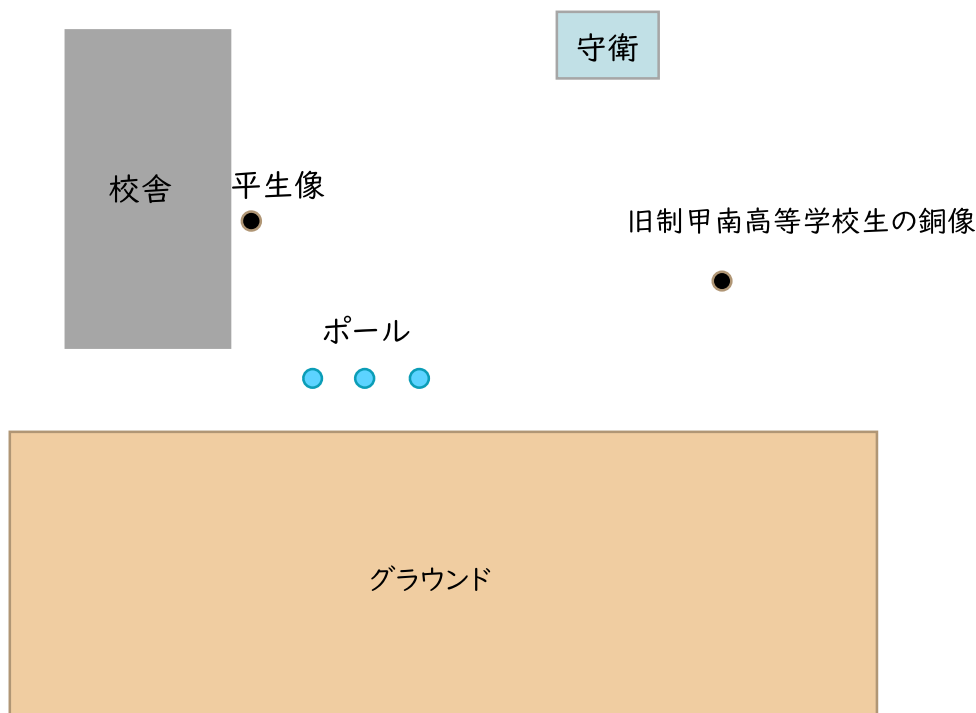 守衛
校舎
平生像
旧制甲南高等学校生の銅像
ポール
グラウンド